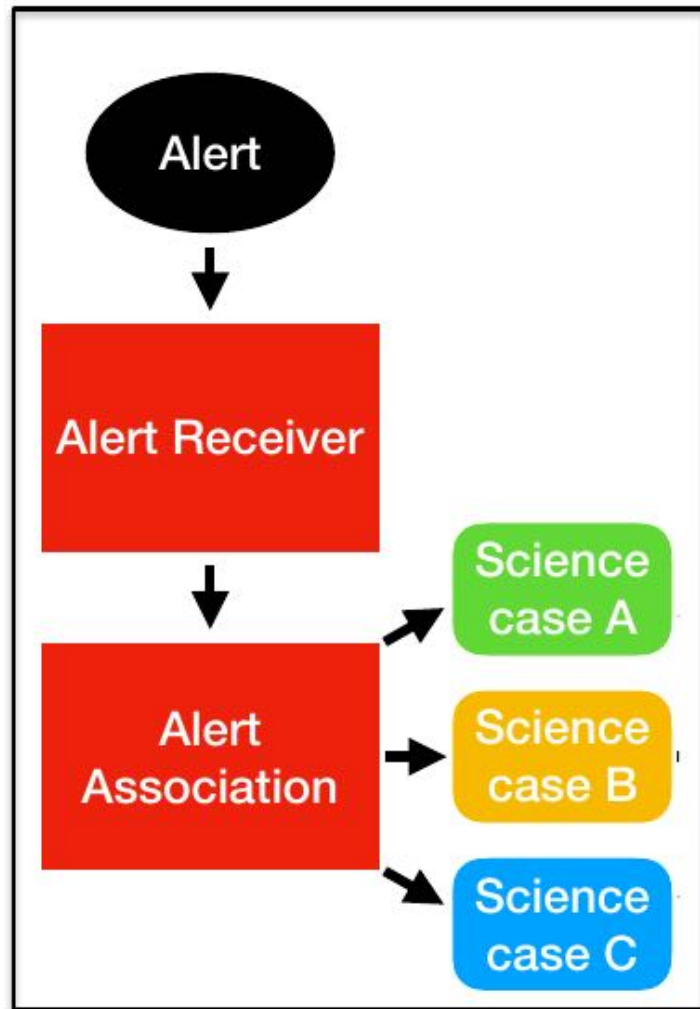 Alert
Alert Receiver
Alert
Association
Science
case A
Science
case B
Science
case C